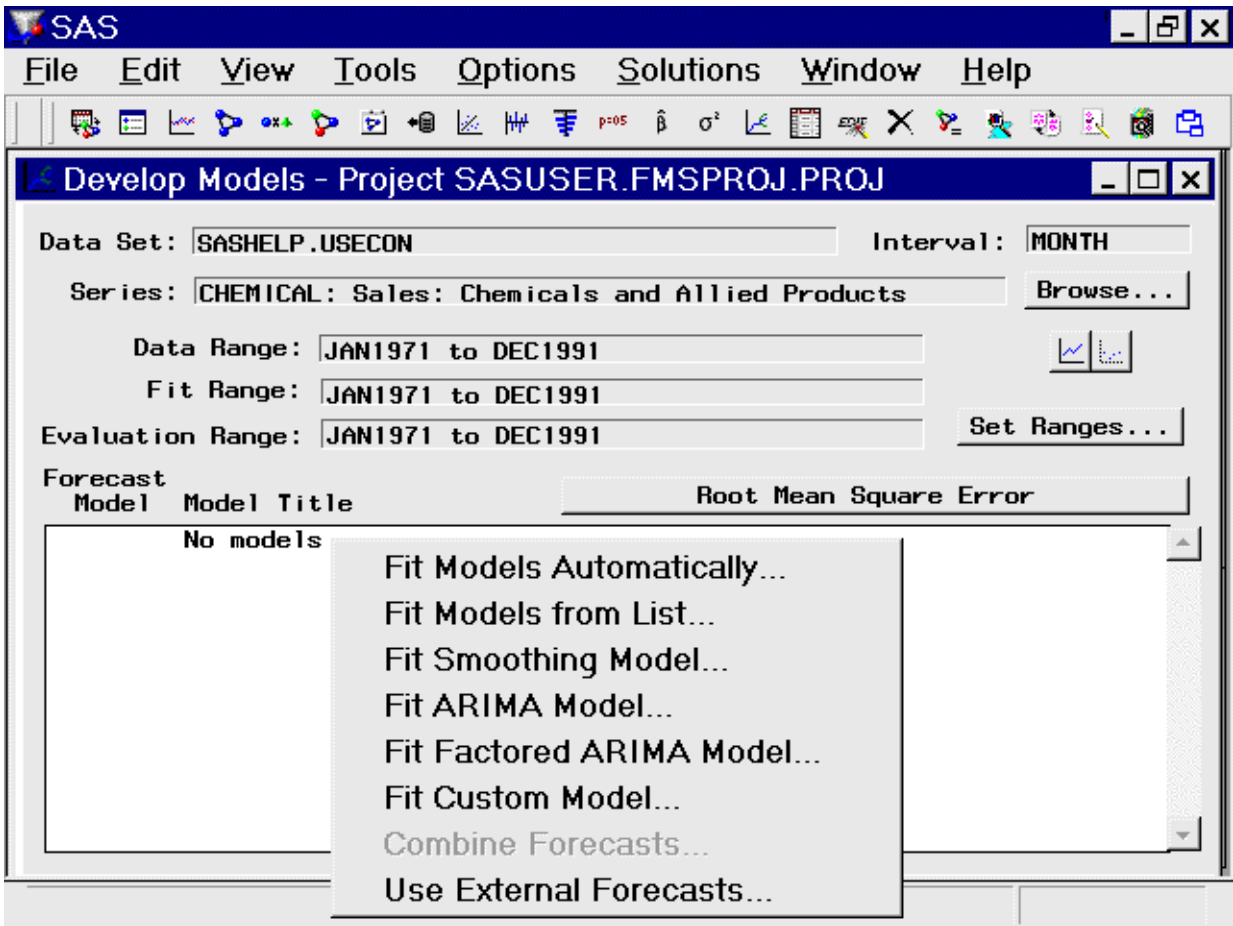 SAS
File Edit View Tools Options Solutions Window Help
p=05 β̂ σ²
Develop Models - Project SASUSER.FMSPROJ.PROJ
Data Set: SASHELP.USECON Interval: MONTH
Series: CHEMICAL: Sales: Chemicals and Allied Products Browse...
Data Range: JAN1971 to DEC1991
Fit Range: JAN1971 to DEC1991
Evaluation Range: JAN1971 to DEC1991 Set Ranges...
Forecast
Model Model Title Root Mean Square Error
No models
Fit Models Automatically...
Fit Models from List...
Fit Smoothing Model...
Fit ARIMA Model...
Fit Factored ARIMA Model...
Fit Custom Model...
Combine Forecasts...
Use External Forecasts...